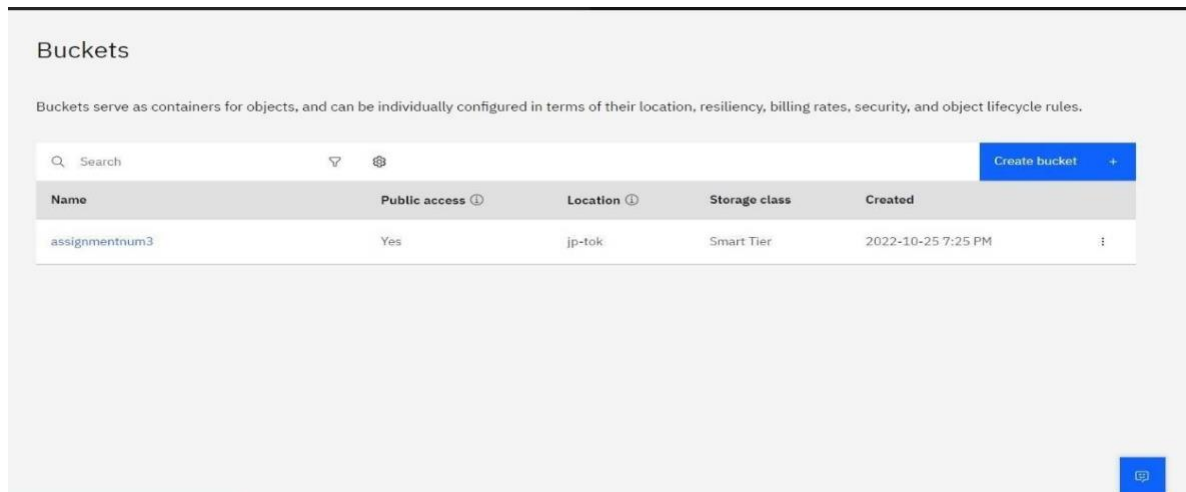 Buckets
Buckets serve as containers for objects, and can be individually configured in terms of their location, resiliency, billing rates, security, and object lifecycle rules.
Search Create bucket +
Name Public access Location Storage class Created
assignmentnum3 Yes jp-tok Smart Tier 2022-10-25 7:25 PM